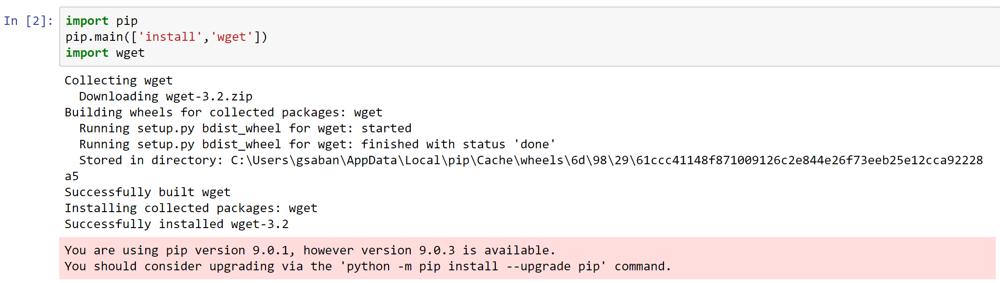 In [2]: import pip
pip.main(['install','wget'])
import wget
Collecting wget
  Downloading wget-3.2.zip
Building wheels for collected packages: wget
  Running setup.py bdist_wheel for wget: started
  Running setup.py bdist_wheel for wget: finished with status 'done'
  Stored in directory: C:\Users\gsaban\AppData\Local\pip\Cache\wheels\6d\98\29\61ccc41148f871009126c2e844e26f73eeb25e12cca92228
a5
Successfully built wget
Installing collected packages: wget
Successfully installed wget-3.2
You are using pip version 9.0.1, however version 9.0.3 is available.
You should consider upgrading via the 'python -m pip install --upgrade pip' command.